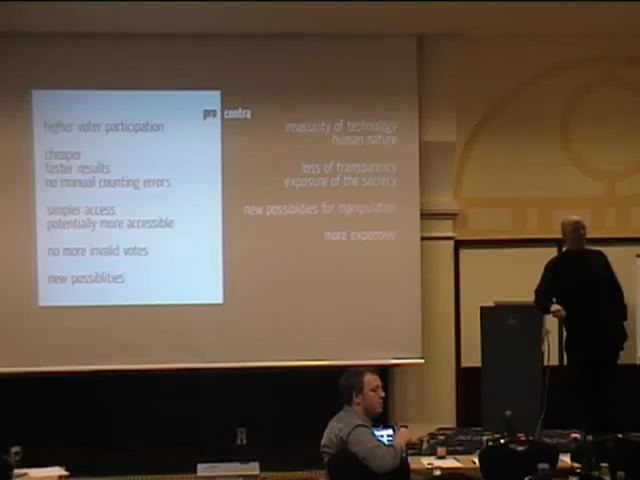 pro contra
higher voter participation
cheaper
faster results
no manual counting errors
simpler access
potentially more accessible
no more invalid votes
new possiblities
insecurity of technology
human nature
loss of transparency
exposure of the secrecy
new possiblities for manipulation
more expensive